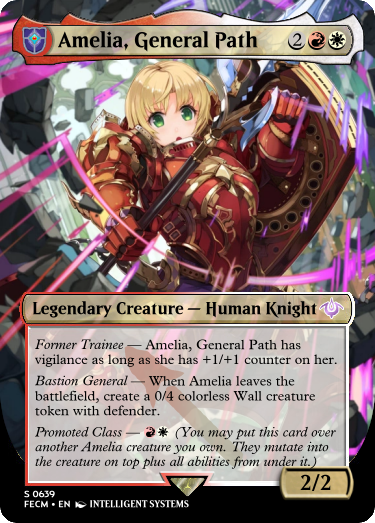 Amelia, General Path 2
Legendary Creature — Human Knight
Former Trainee — Amelia, General Path has
vigilance as long as she has +1/+1 counter on her.
Bastion General — When Amelia leaves the
battlefield, create a 0/4 colorless Wall creature
token with defender.
Promoted Class — (You may put this card over
another Amelia creature you own. They mutate into
the creature on top plus all abilities from under it.)
2/2
S 0639
FECM • EN INTELLIGENT SYSTEMS